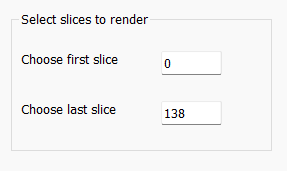 Select slices to render
Choose first slice 0
Choose last slice 138